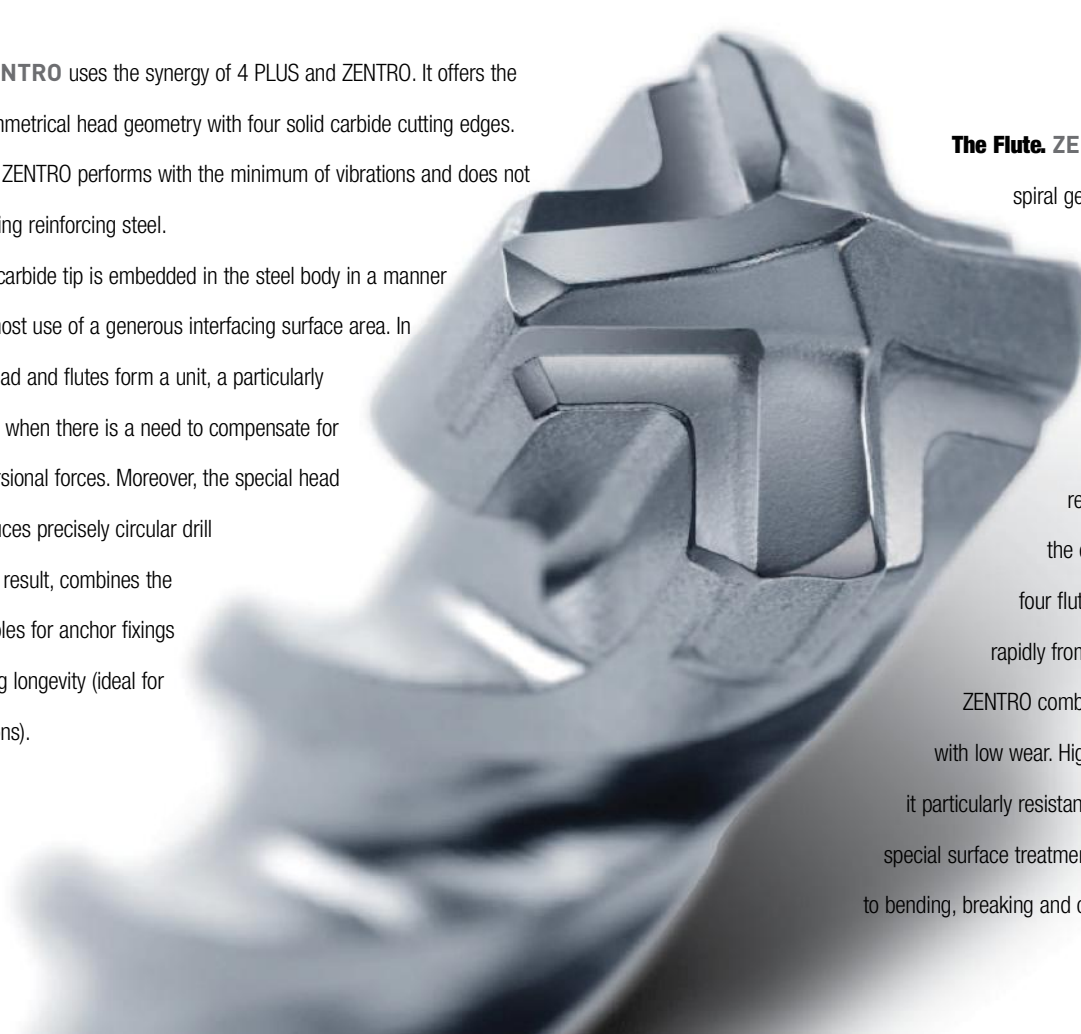 NTRO uses the synergy of 4 PLUS and ZENTRO. It offers the
mmetrical head geometry with four solid carbide cutting edges.
ZENTRO performs with the minimum of vibrations and does not
ing reinforcing steel.
carbide tip is embedded in the steel body in a manner
ost use of a generous interfacing surface area. In
ad and flutes form a unit, a particularly
when there is a need to compensate for
rsional forces. Moreover, the special head
uces precisely circular drill
result, combines the
oles for anchor fixings
g longevity (ideal for
ons).
The Flute. ZE
spiral ge
re
the
four flut
rapidly from
ZENTRO comb
with low wear. Hig
it particularly resistan
special surface treatmen
to bending, breaking and